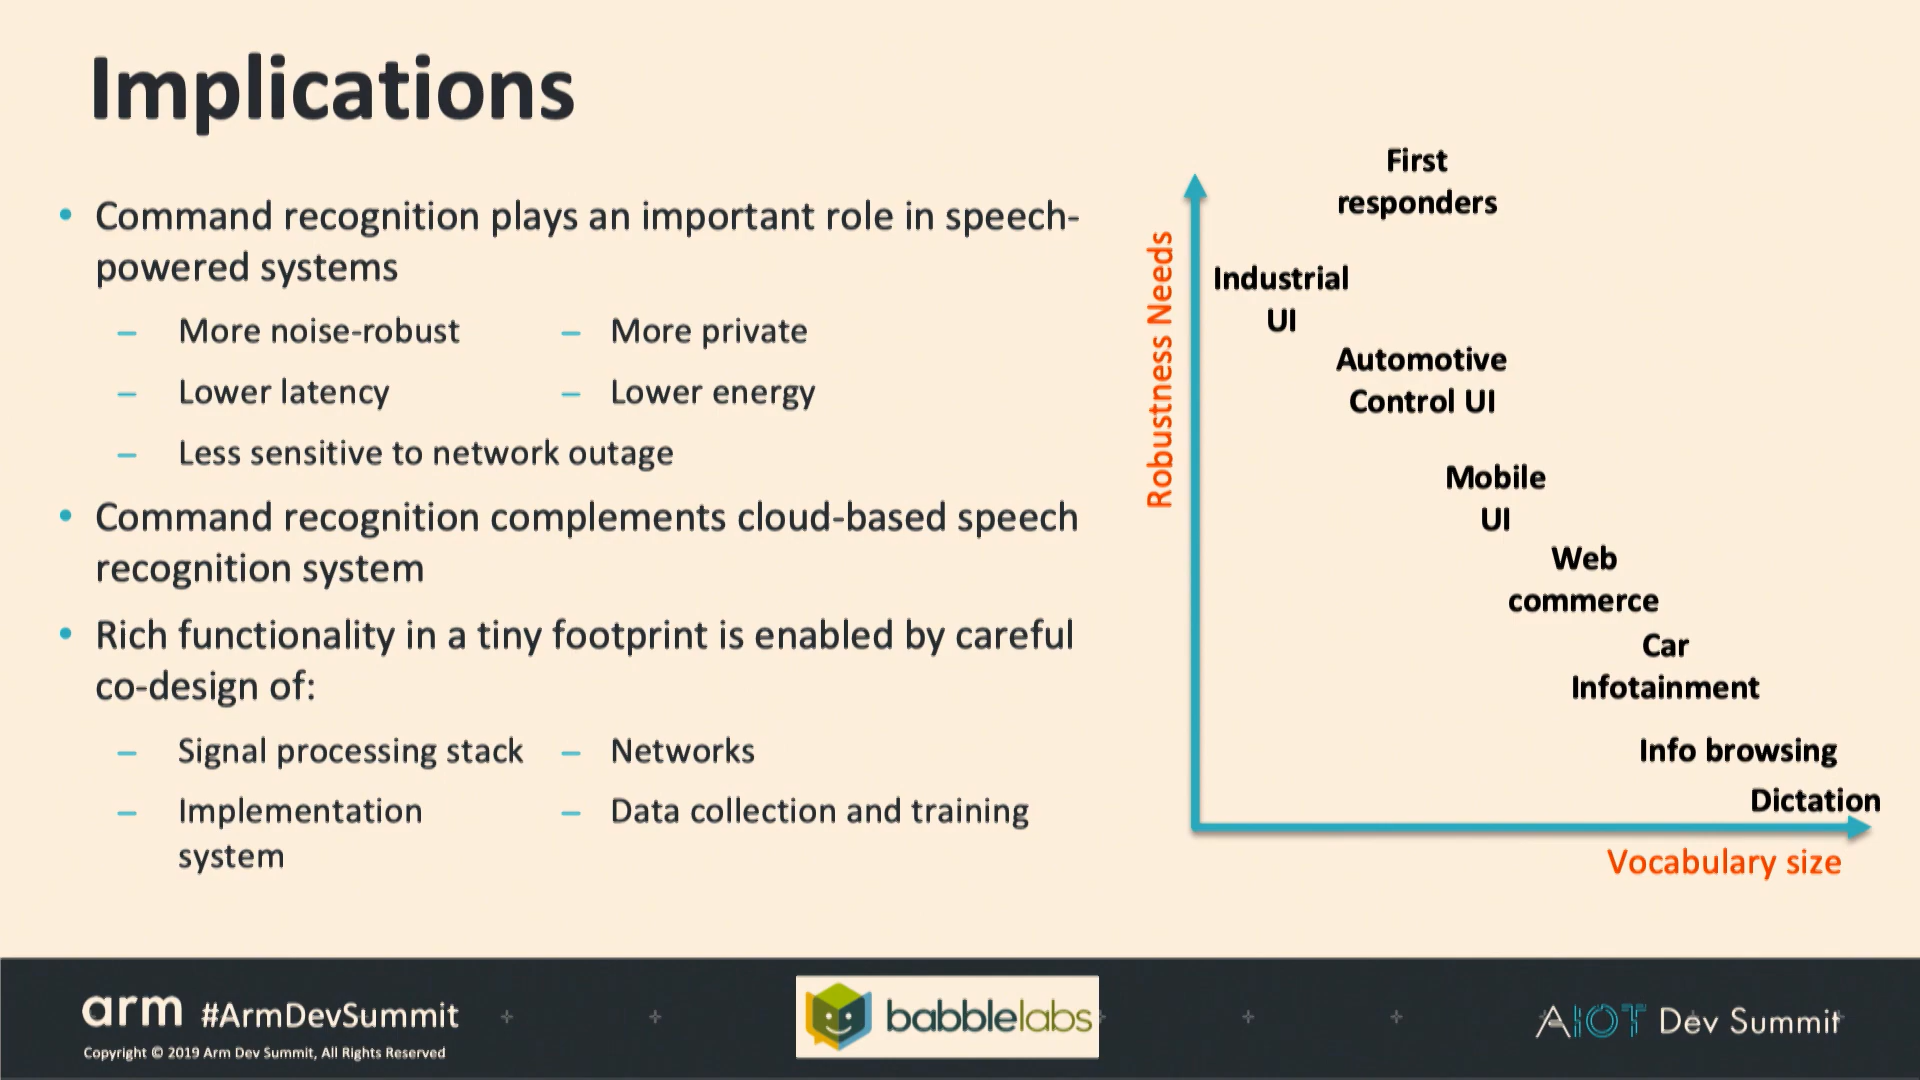 Implications
• Command recognition plays an important role in speech-
powered systems
– More noise-robust – More private
– Lower latency – Lower energy
– Less sensitive to network outage
• Command recognition complements cloud-based speech
recognition system
• Rich functionality in a tiny footprint is enabled by careful
co-design of:
– Signal processing stack – Networks
– Implementation – Data collection and training
system
First
responders
Industrial
UI
Automotive
Control UI
Mobile
UI
Web
commerce
Car
Infotainment
Info browsing
Dictation
Robustness Needs
Vocabulary size
arm #ArmDevSummit
Copyright © 2019 Arm Dev Summit, All Rights Reserved
babblelabs
AIOT Dev Summit